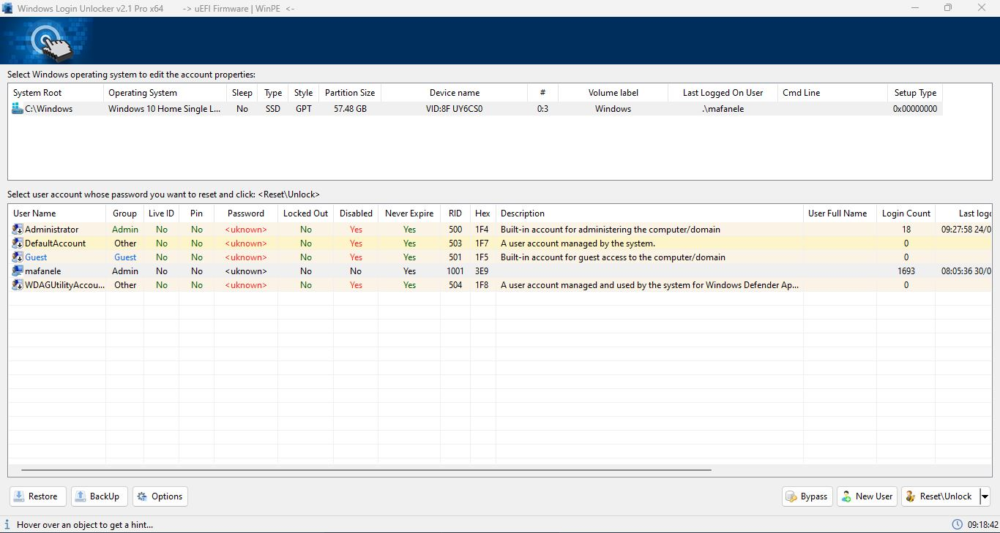 Windows Login Unlocker v2.1 Pro x64 -> uEFI Firmware | WinPE <-
Select Windows operating system to edit the account properties:
System Root Operating System Sleep Type Style Partition Size Device name # Volume label Last Logged On User Cmd Line Setup Type
C:\Windows Windows 10 Home Single L... No SSD GPT 57.48 GB VID:8F UY6CS0 0:3 Windows .\mafanele 0x00000000
Select user account whose password you want to reset and click: <Reset\Unlock>
User Name Group Live ID Pin Password Locked Out Disabled Never Expire RID Hex Description User Full Name Login Count Last logo
Administrator Admin No No <uknown> No Yes Yes 500 1F4 Built-in account for administering the computer/domain 18 09:27:58 24/0
DefaultAccount Other No No <uknown> No Yes Yes 503 1F7 A user account managed by the system. 0
Guest Guest No No <uknown> No Yes Yes 501 1F5 Built-in account for guest access to the computer/domain 0
mafanele Admin No No <uknown> No No Yes 1001 3E9 1693 08:05:36 30/0
WDAGUtilityAccou... Other No No <uknown> No Yes Yes 504 1F8 A user account managed and used by the system for Windows Defender Ap... 0
Restore BackUp Options Bypass New User Reset\Unlock
Hover over an object to get a hint... 09:18:42